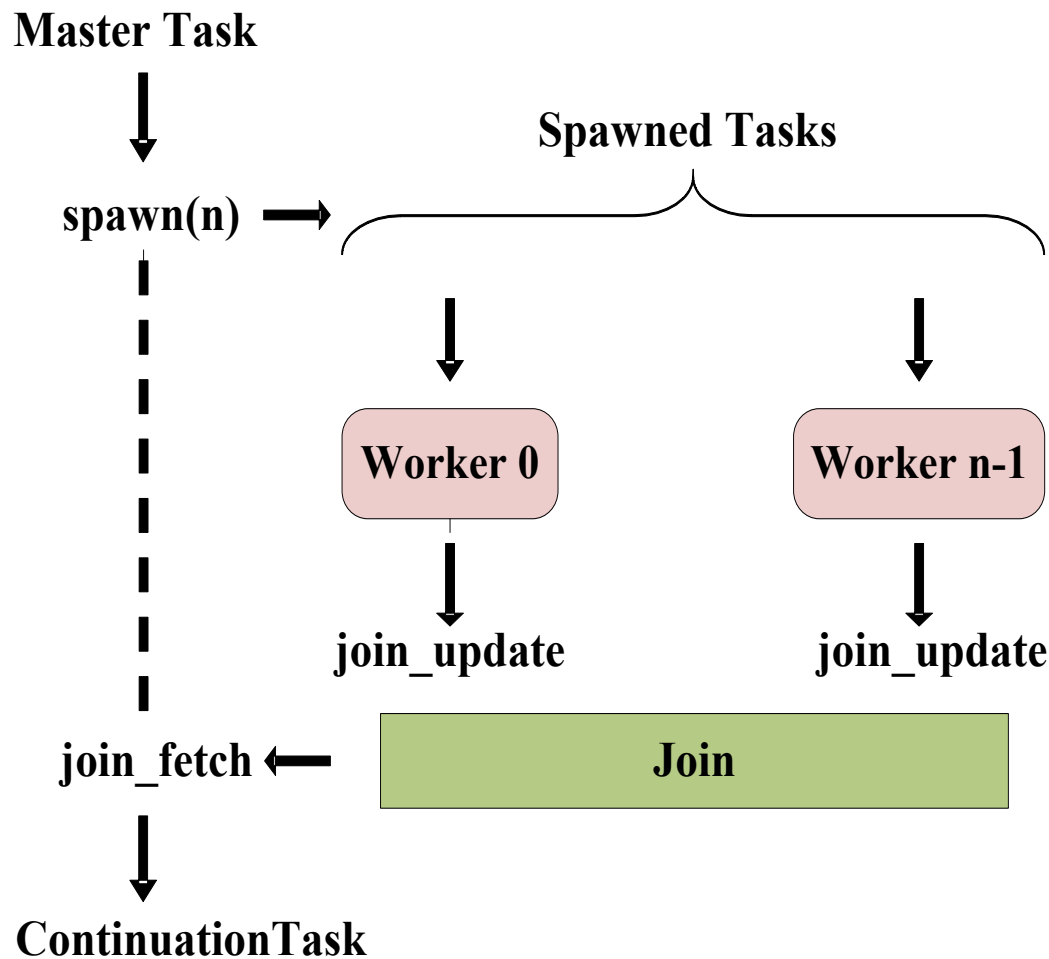 Master Task
Spawned Tasks
spawn(n)
Worker 0
Worker n-1
join_update
join_update
join_fetch
Join
ContinuationTask